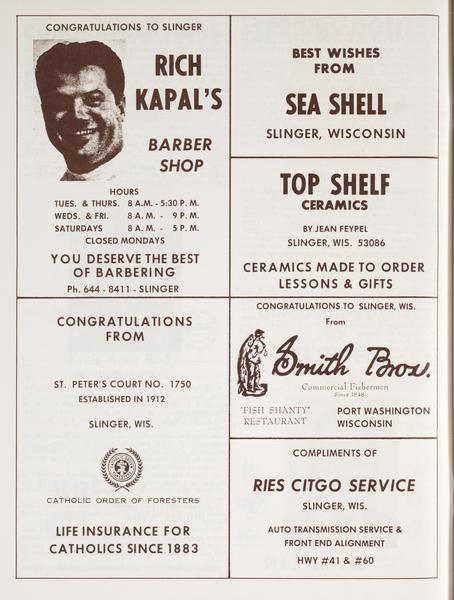 CONGRATULATIONS TO SLINGER
RICH
KAPAL'S
BARBER
SHOP
HOURS
TUES. & THURS. 8 A.M. - 5:30 P. M.
WEDS. & FRI. 8 A. M. - 9 P. M.
SATURDAYS 8 A. M. - 5 P. M.
CLOSED MONDAYS
YOU DESERVE THE BEST
OF BARBERING
Ph. 644 - 8411 - SLINGER
BEST WISHES
FROM
SEA SHELL
SLINGER, WISCONSIN
TOP SHELF
CERAMICS
BY JEAN FEYPEL
SLINGER, WIS. 53086
CERAMICS MADE TO ORDER
LESSONS & GIFTS
CONGRATULATIONS
FROM
ST. PETER'S COURT NO. 1750
ESTABLISHED IN 1912
SLINGER, WIS.
CATHOLIC ORDER OF FORESTERS
LIFE INSURANCE FOR
CATHOLICS SINCE 1883
CONGRATULATIONS TO SLINGER, WIS.
From
Smith Bros.
Commercial Fishermen
Since 1848
"FISH SHANTY"
RESTAURANT
PORT WASHINGTON
WISCONSIN
COMPLIMENTS OF
RIES CITGO SERVICE
SLINGER, WIS.
AUTO TRANSMISSION SERVICE &
FRONT END ALIGNMENT
HWY #41 & #60